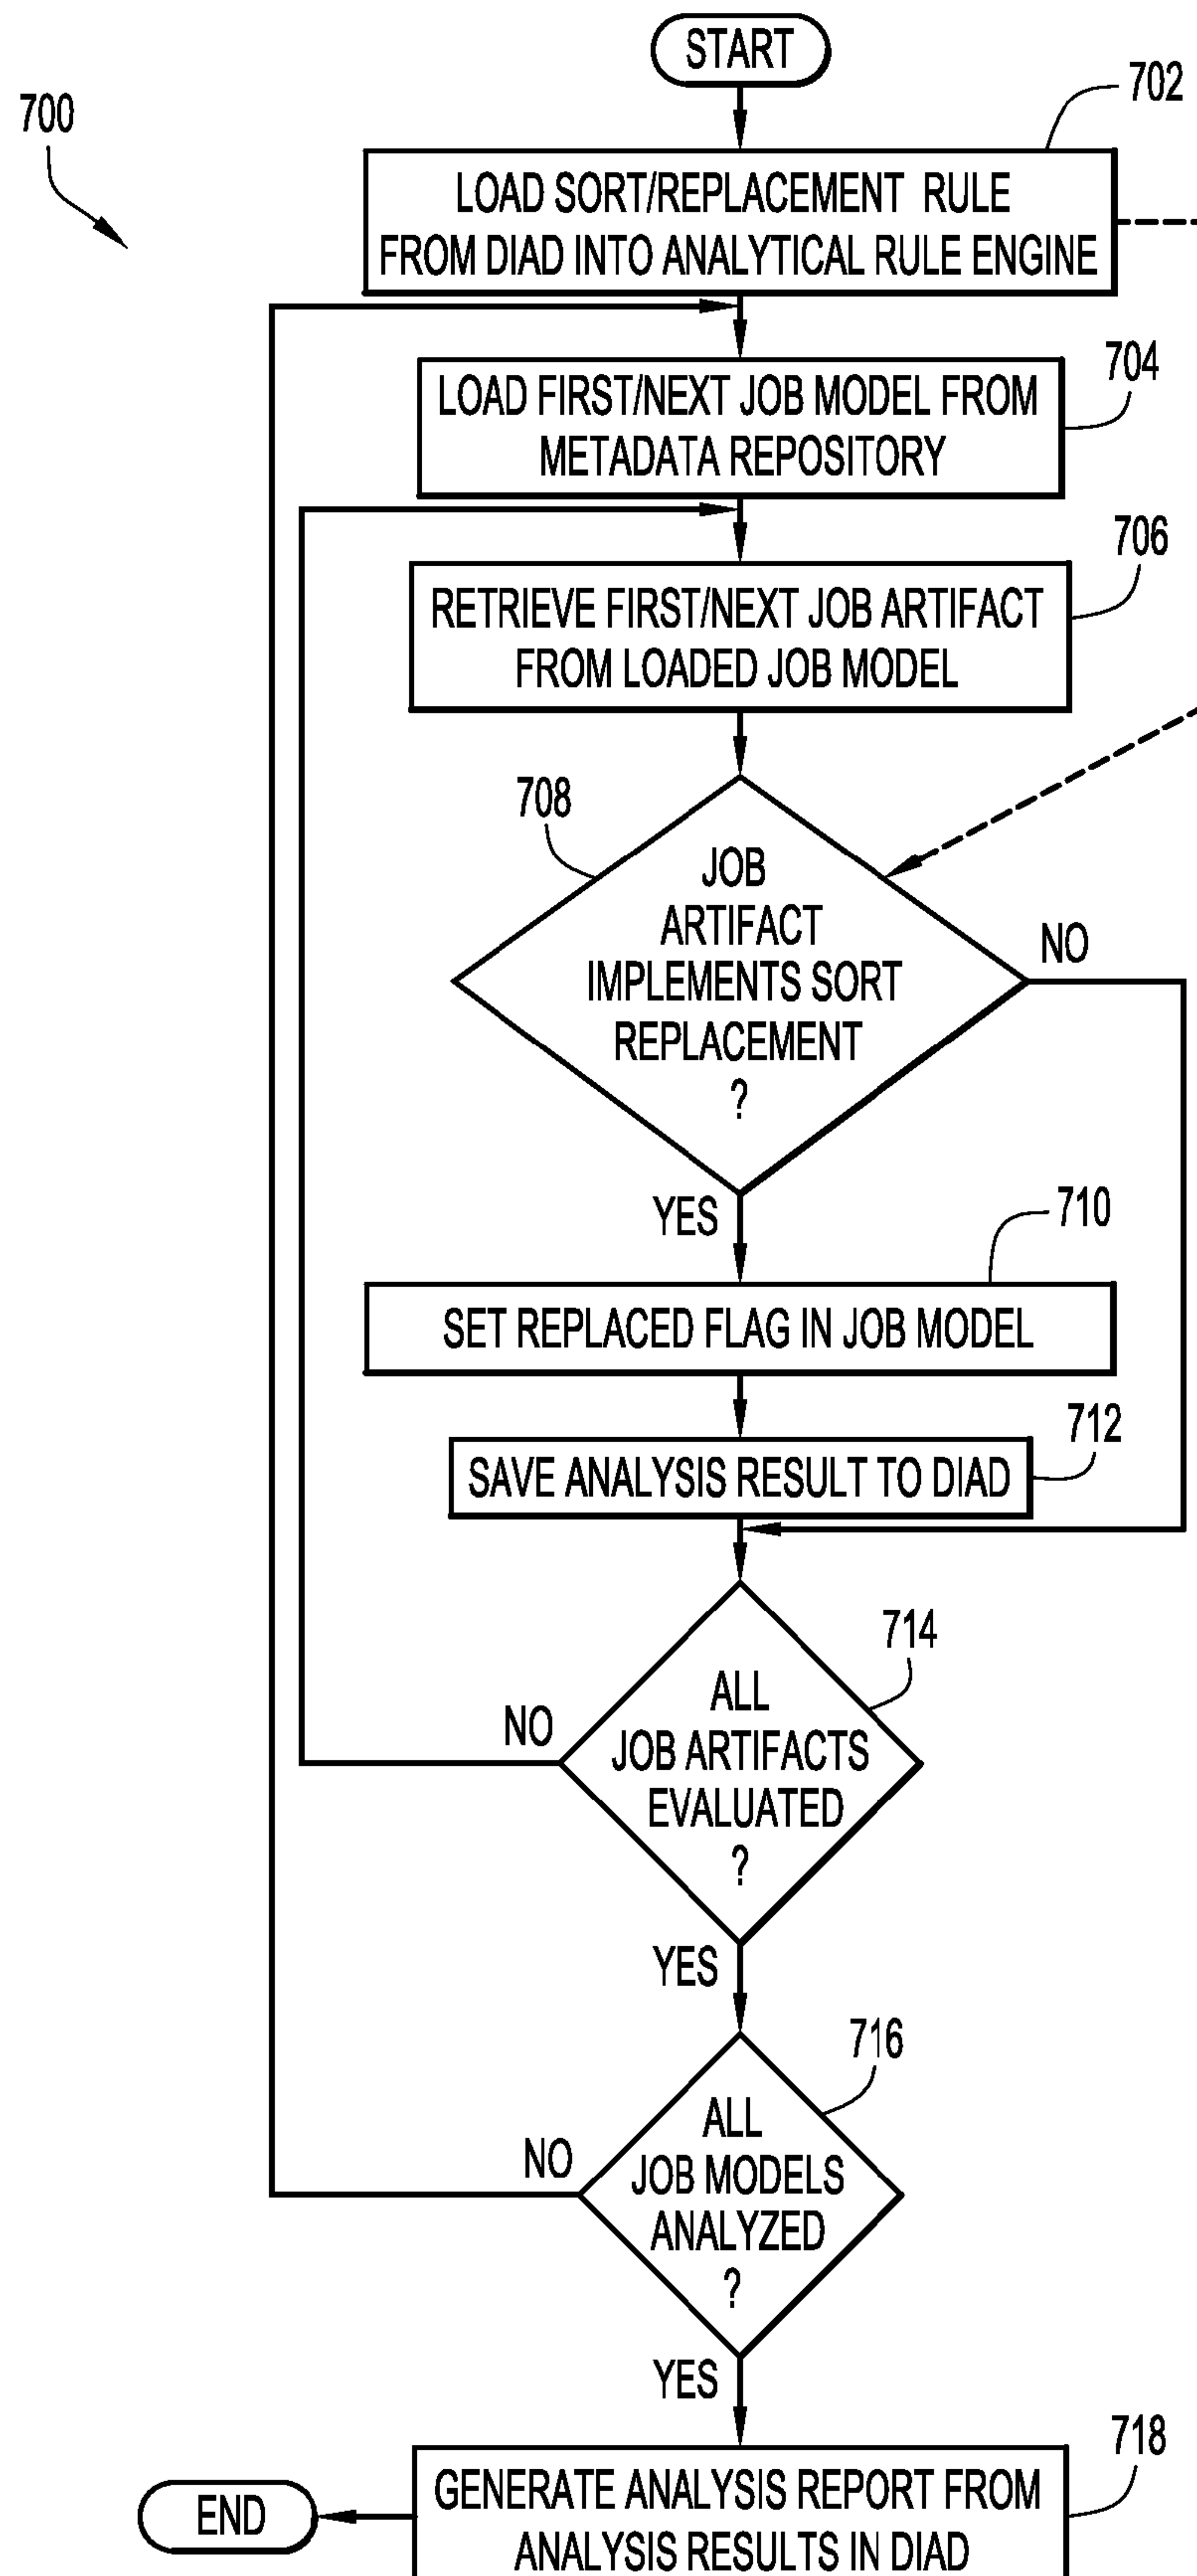 START
700
702
LOAD SORT/REPLACEMENT RULE
FROM DIAD INTO ANALYTICAL RULE ENGINE
704
LOAD FIRST/NEXT JOB MODEL FROM
METADATA REPOSITORY
706
RETRIEVE FIRST/NEXT JOB ARTIFACT
FROM LOADED JOB MODEL
708
JOB
ARTIFACT
IMPLEMENTS SORT
REPLACEMENT
?
NO
YES
710
SET REPLACED FLAG IN JOB MODEL
712
SAVE ANALYSIS RESULT TO DIAD
714
ALL
JOB ARTIFACTS
EVALUATED
?
NO
YES
716
ALL
JOB MODELS
ANALYZED
?
NO
YES
718
GENERATE ANALYSIS REPORT FROM
ANALYSIS RESULTS IN DIAD
END